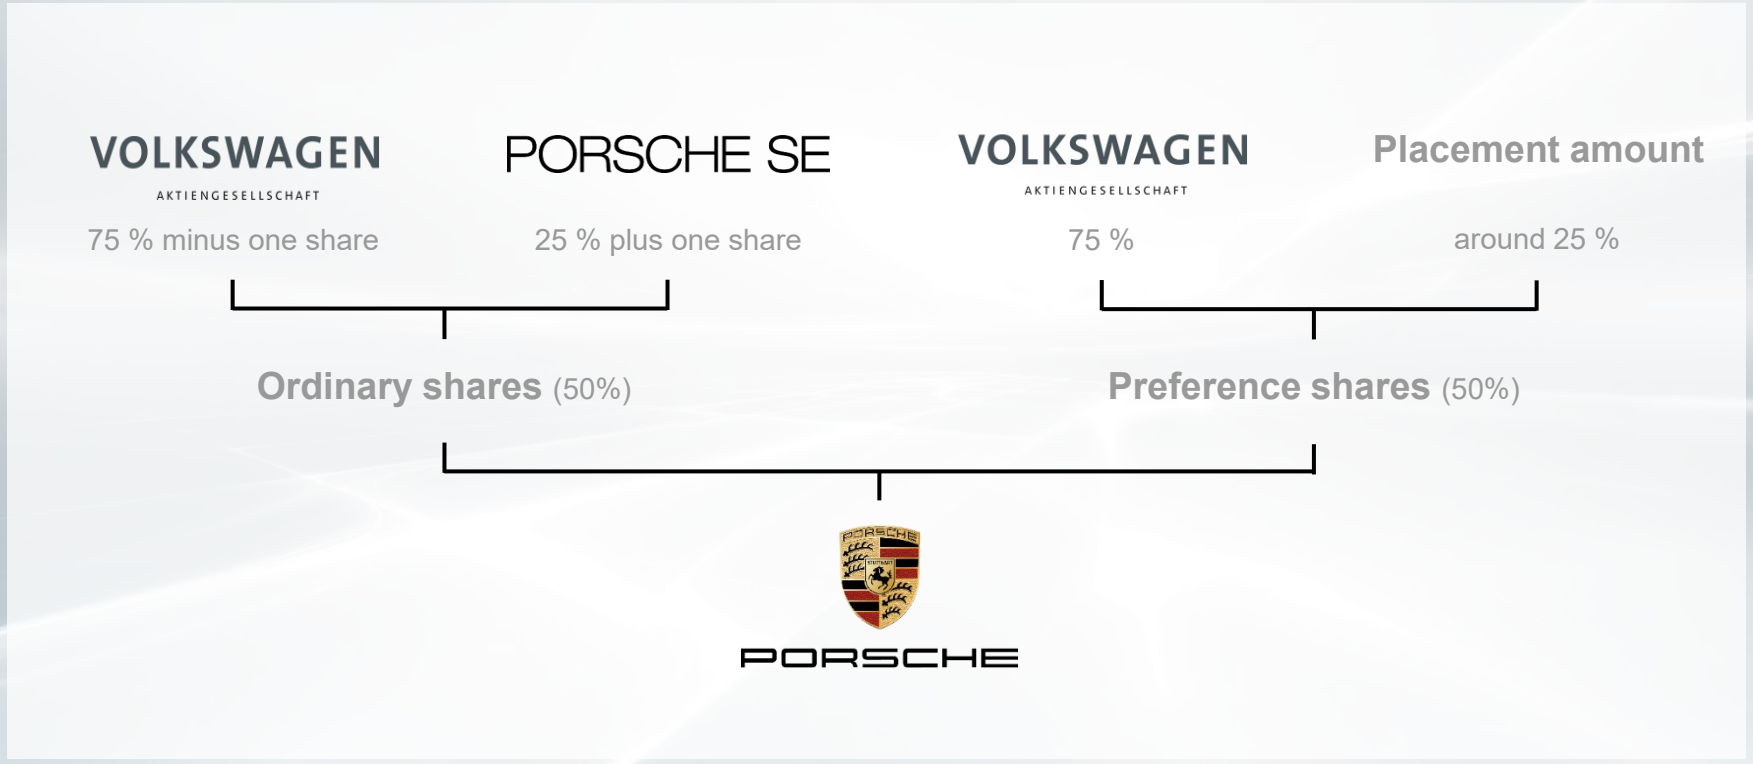 VOLKSWAGEN
AKTIENGESELLSCHAFT
75 % minus one share
PORSCHE SE
25 % plus one share
VOLKSWAGEN
AKTIENGESELLSCHAFT
75 %
Placement amount
around 25 %
Ordinary shares (50%)
Preference shares (50%)
PORSCHE
STUTTGART
PORSCHE